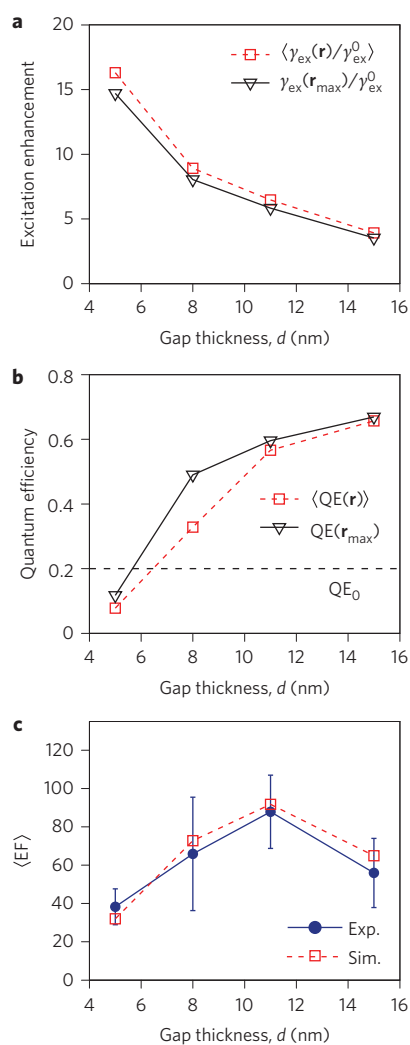 a
20
15
10
5
0
Excitation enhancement
⟨γex(r)/γ⁰ex⟩
γex(rmax)/γ⁰ex
4 6 8 10 12 14 16
Gap thickness, d (nm)
b
0.8
0.6
0.4
0.2
0
Quantum efficiency
⟨QE(r)⟩
QE(rmax)
QE₀
4 6 8 10 12 14 16
Gap thickness, d (nm)
c
120
100
80
60
40
20
0
⟨EF⟩
Exp.
Sim.
4 6 8 10 12 14 16
Gap thickness, d (nm)